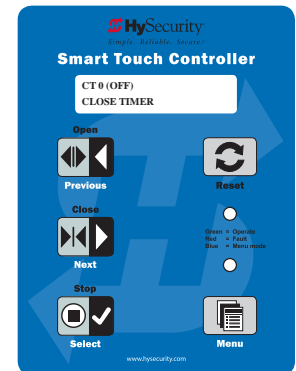 HySecurity
Simple. Reliable. Secure.
Smart Touch Controller
CT 0 (OFF)
CLOSE TIMER
Open
Previous
Reset
Close
Next
Green = Operate
Red = Fault
Blue = Menu mode
Stop
Select
Menu
www.hysecurity.com